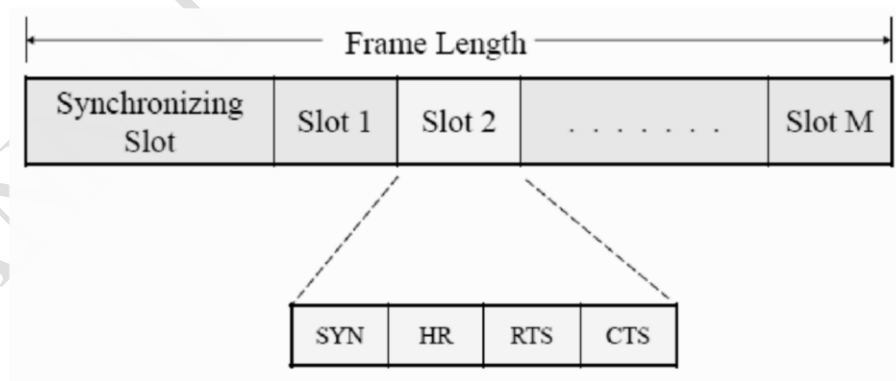 Frame Length
Synchronizing
Slot
Slot 1
Slot 2
. . . . . . .
Slot M
SYN
HR
RTS
CTS